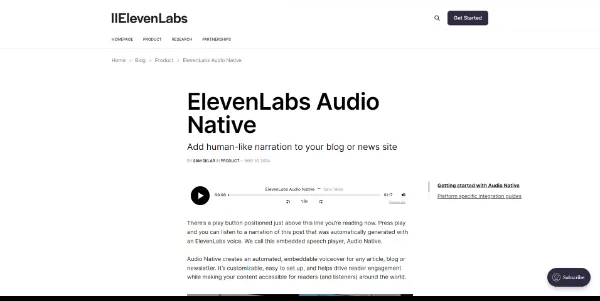 IIElevenLabs
Get Started
HOMEPAGE PRODUCT RESEARCH PARTNERSHIPS
Home > Blog > Product > ElevenLabs Audio Native
ElevenLabs Audio
Native
Add human-like narration to your blog or news site
BY SAM SKLAR IN PRODUCT — MAY 10, 2024
ElevenLabs Audio Native —
00:00
1.0x
Getting started with Audio Native
Platform specific integration guides
There's a play button positioned just above this line you're reading now. Press play
and you can listen to a narration of this post that was automatically generated with
an ElevenLabs voice. We call this embedded speech player, Audio Native.
Audio Native creates an automated, embeddable voiceover for any article, blog or
newsletter. It's customizable, easy to set up, and helps drive reader engagement
while making your content accessible for readers (and listeners) around the world.
Subscribe